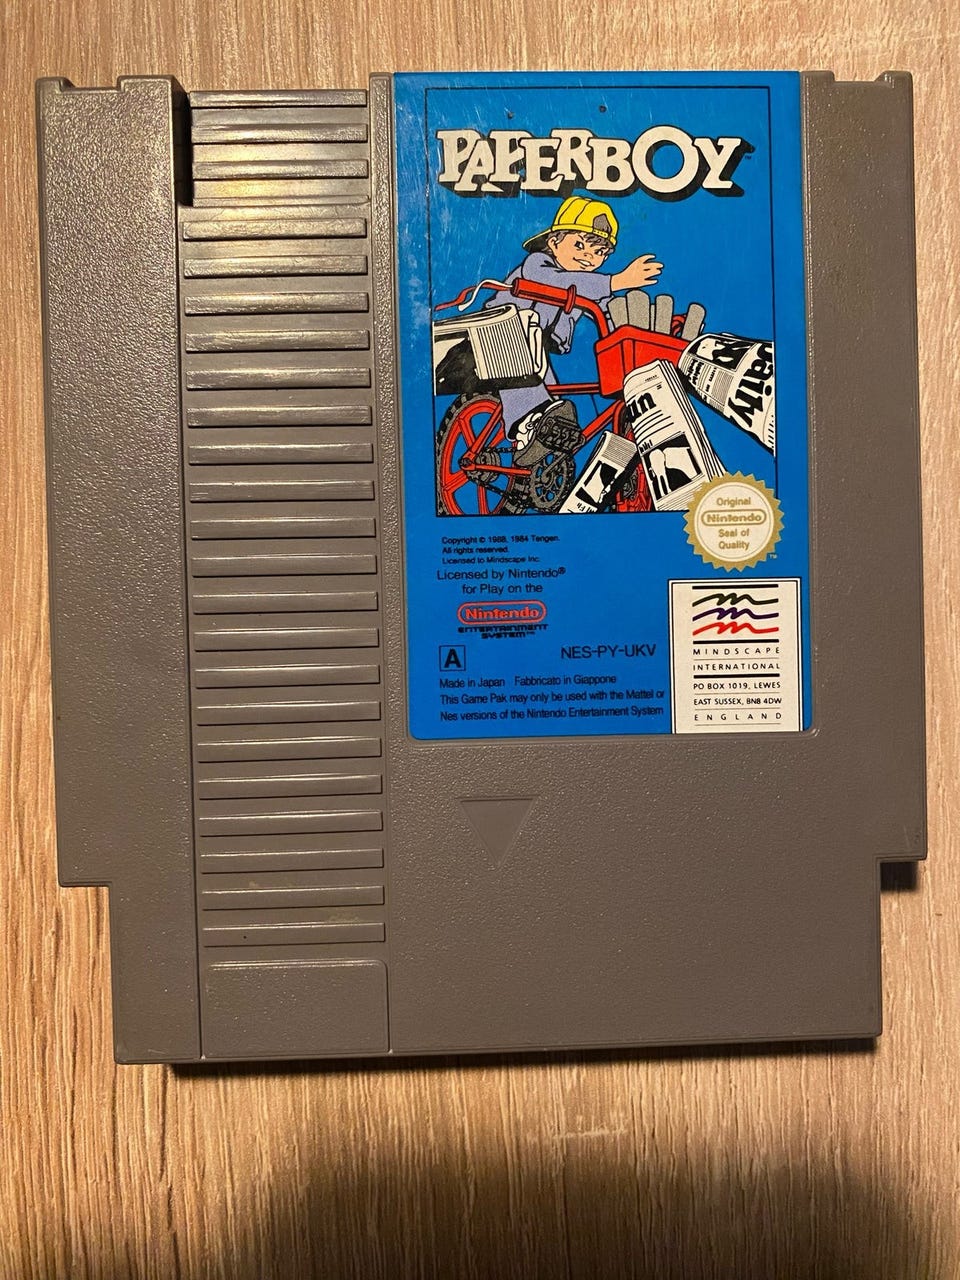 PAPERBOY™
Daily
un
Original
Nintendo
Seal of
Quality
TM
Copyright © 1988, 1984 Tengen.
All rights reserved.
Licensed to Mindscape Inc.
Licensed by Nintendo®
for Play on the
Nintendo
ENTERTAINMENT
SYSTEM™
A
NES-PY-UKV
Made in Japan Fabbricato in Giappone
This Game Pak may only be used with the Mattel or
Nes versions of the Nintendo Entertainment System
MINDSCAPE
INTERNATIONAL
PO BOX 1019, LEWES
EAST SUSSEX, BN8 4DW
ENGLAND